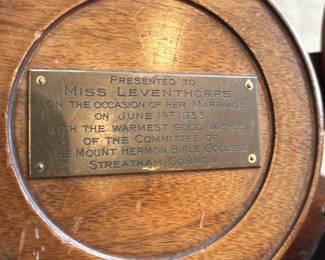 PRESENTED TO
MISS LEVENTHORPE
ON THE OCCASION OF HER MARRIAGE
ON JUNE 1ST 1933
WITH THE WARMEST GOOD WISHES
OF THE COMMITTEE OF
THE MOUNT HERMON BIBLE COLLEGE
STREATHAM COMMON